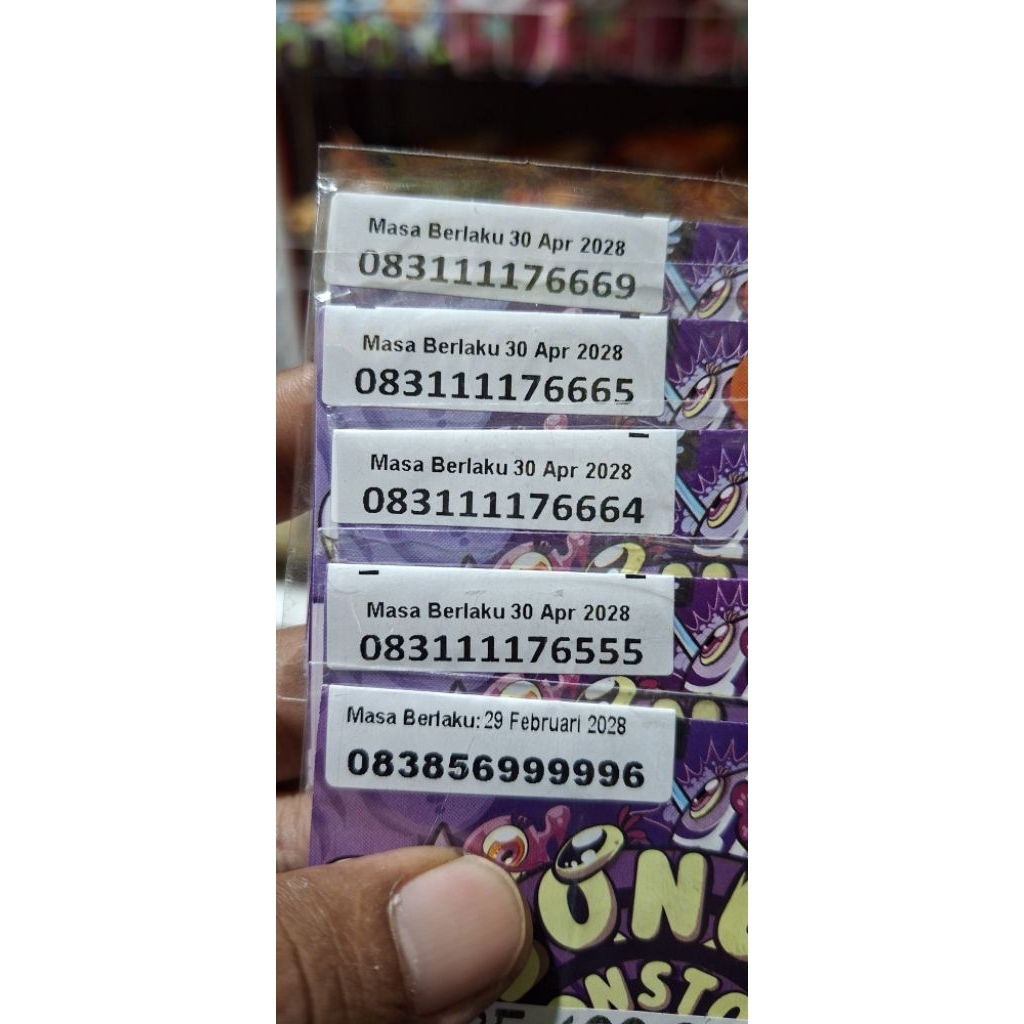 Masa Berlaku 30 Apr 2028
083111176669
Masa Berlaku 30 Apr 2028
083111176665
Masa Berlaku 30 Apr 2028
083111176664
Masa Berlaku 30 Apr 2028
083111176555
Masa Berlaku: 29 Februari 2028
083856999996